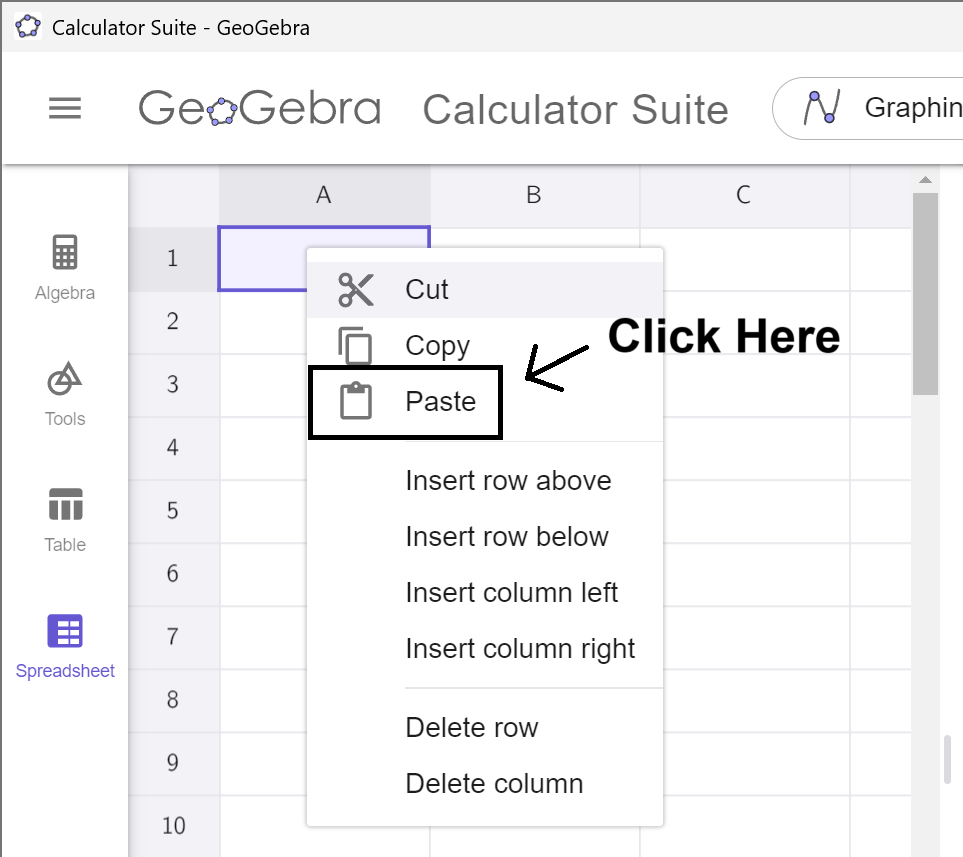 Calculator Suite - GeoGebra
GeoGebra Calculator Suite Graphin
A B C
Algebra
Tools
Table
Spreadsheet
1
2
3
4
5
6
7
8
9
10
Cut
Copy
Paste
Click Here
Insert row above
Insert row below
Insert column left
Insert column right
Delete row
Delete column